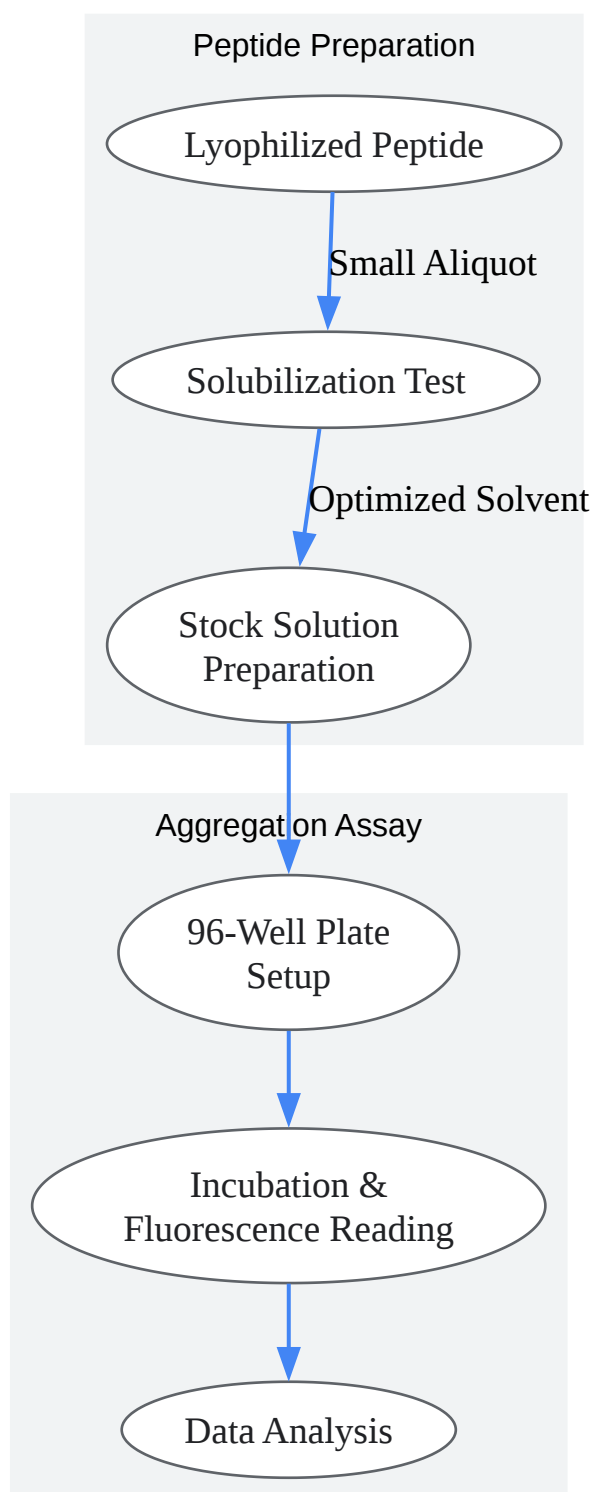 Peptide Preparation
Lyophilized Peptide
Small Aliquot
Solubilization Test
Optimized Solvent
Stock Solution
Preparation
Aggregation Assay
96-Well Plate
Setup
Incubation &
Fluorescence Reading
Data Analysis